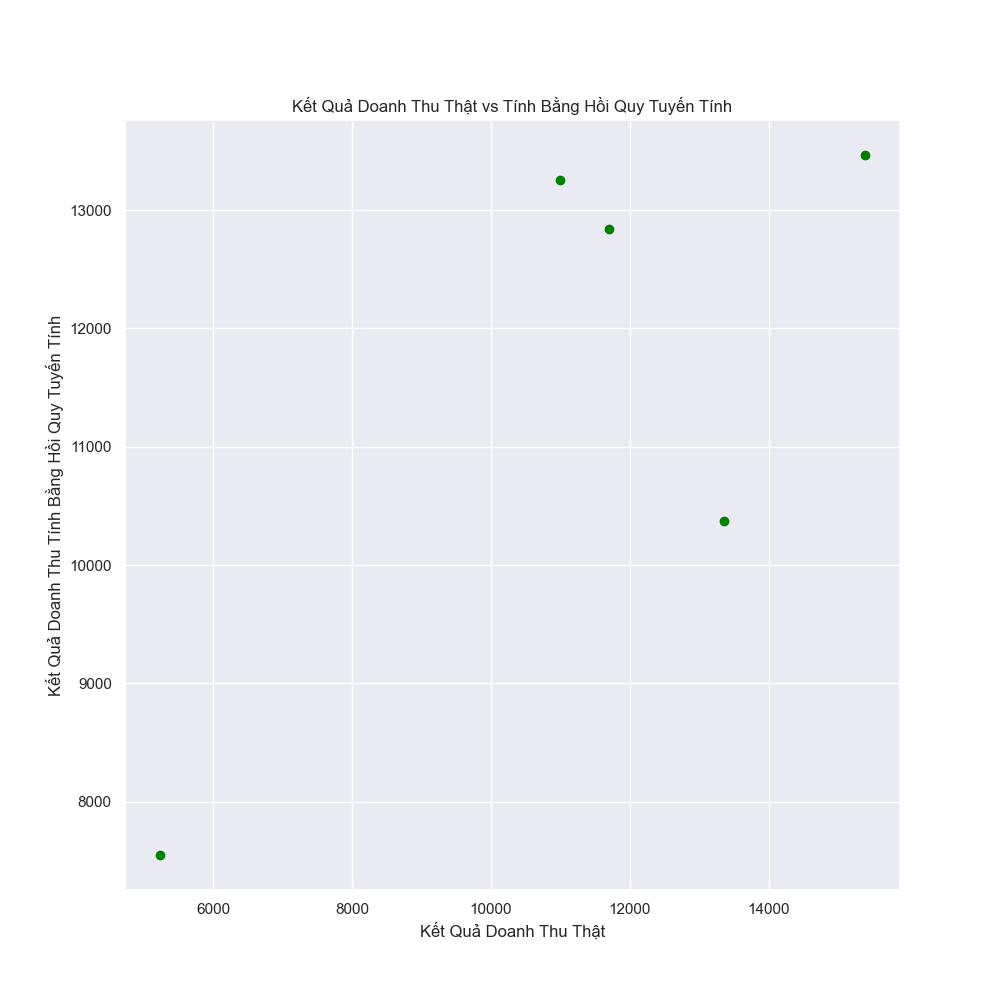 Kết Quả Doanh Thu Thật vs Tính Bằng Hồi Quy Tuyến Tính
Kết Quả Doanh Thu Tính Bằng Hồi Quy Tuyến Tính
13000
12000
11000
10000
9000
8000
6000 8000 10000 12000 14000
Kết Quả Doanh Thu Thật